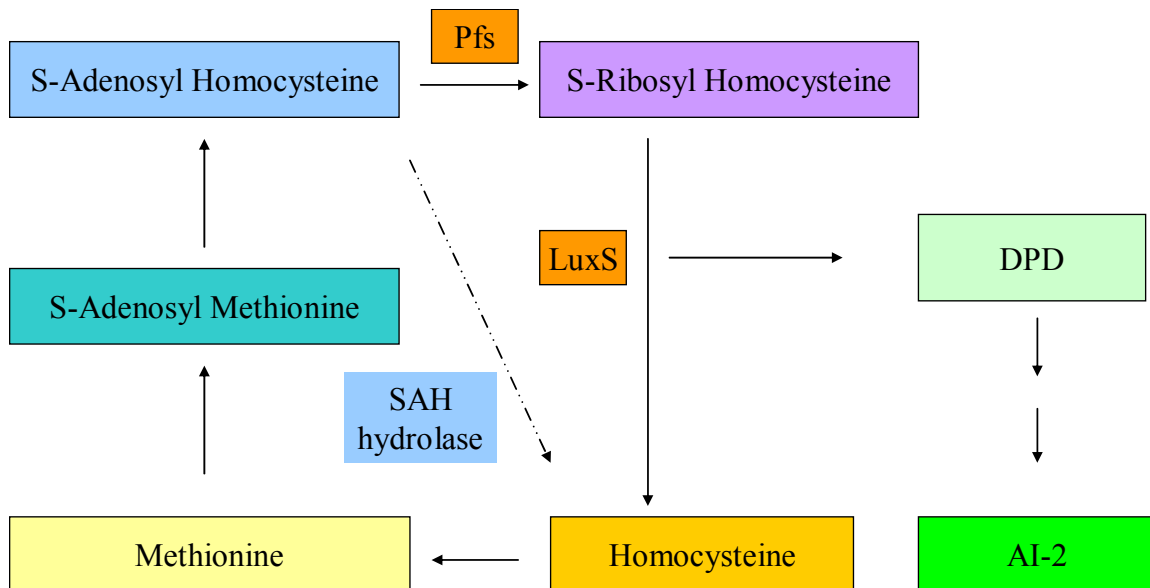 Pfs
S-Adenosyl Homocysteine
S-Ribosyl Homocysteine
LuxS
DPD
S-Adenosyl Methionine
SAH
hydrolase
Methionine
Homocysteine
AI-2